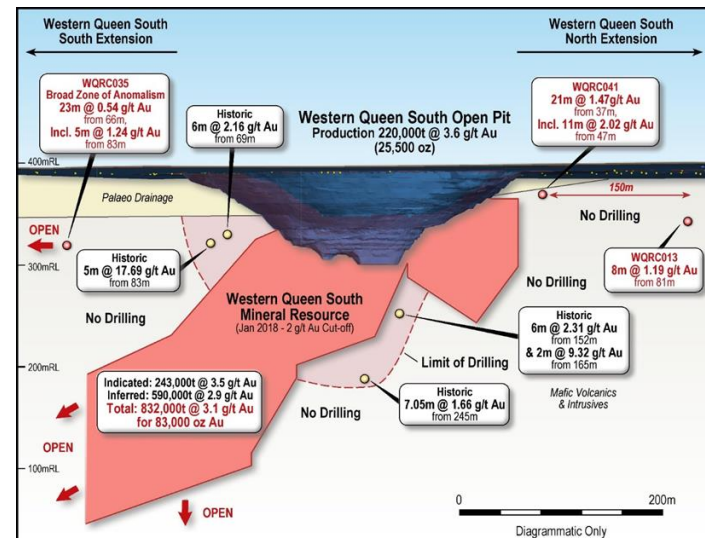 Western Queen South
South Extension
Western Queen South
North Extension
WQRC035
Broad Zone of Anomalism
23m @ 0.54 g/t Au
from 66m,
Incl. 5m @ 1.24 g/t Au
from 83m
Historic
6m @ 2.16 g/t Au
from 69m
Western Queen South Open Pit
Production 220,000t @ 3.6 g/t Au
(25,500 oz)
WQRC041
21m @ 1.47g/t Au
from 37m,
Incl. 11m @ 2.02 g/t Au
from 47m
400mRL
Palaeo Drainage
150m
No Drilling
OPEN
Historic
5m @ 17.69 g/t Au
from 83m
WQRC013
8m @ 1.19 g/t Au
from 81m
300mRL
No Drilling
No Drilling
Western Queen South
Mineral Resource
(Jan 2018 - 2 g/t Au Cut-off)
Historic
6m @ 2.31 g/t Au
from 152m
& 2m @ 9.32 g/t Au
from 165m
Limit of Drilling
200mRL
Indicated: 243,000t @ 3.5 g/t Au
Inferred: 590,000t @ 2.9 g/t Au
Total: 832,000t @ 3.1 g/t Au
for 83,000 oz Au
No Drilling
Historic
7.05m @ 1.66 g/t Au
from 245m
Mafic Volcanics
& Intrusives
OPEN
100mRL
OPEN
0
200m
Diagrammatic Only